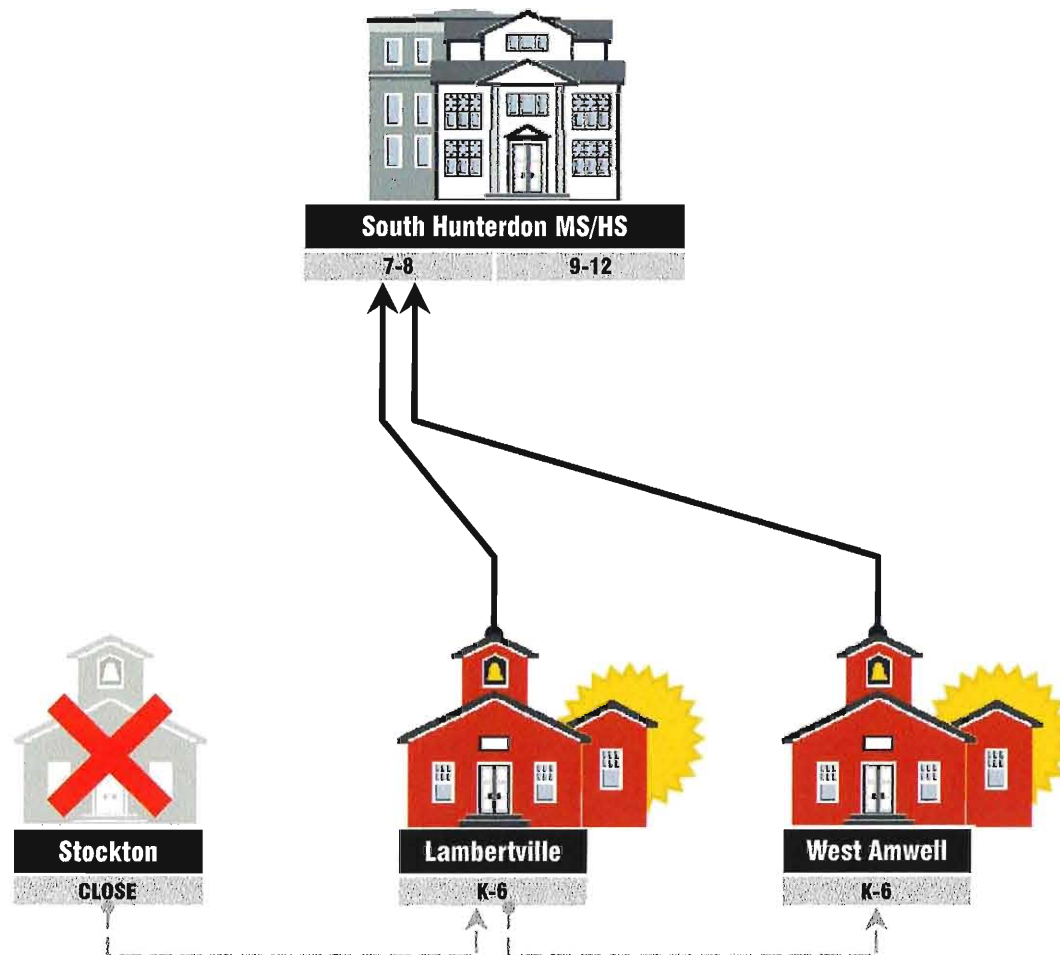 South Hunterdon MS/HS
7-8 9-12
Stockton
CLOSE
Lambertville
K-6
West Amwell
K-6